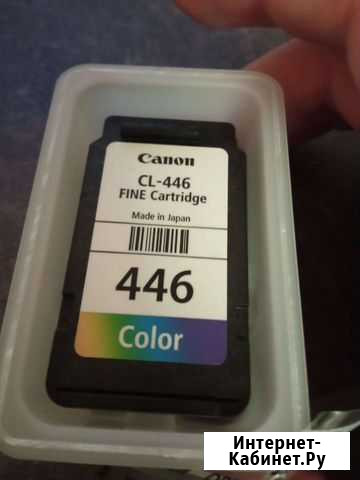 Canon
CL-446
FINE Cartridge
Made in Japan
446
Color
Интернет-
Кабинет.Ру